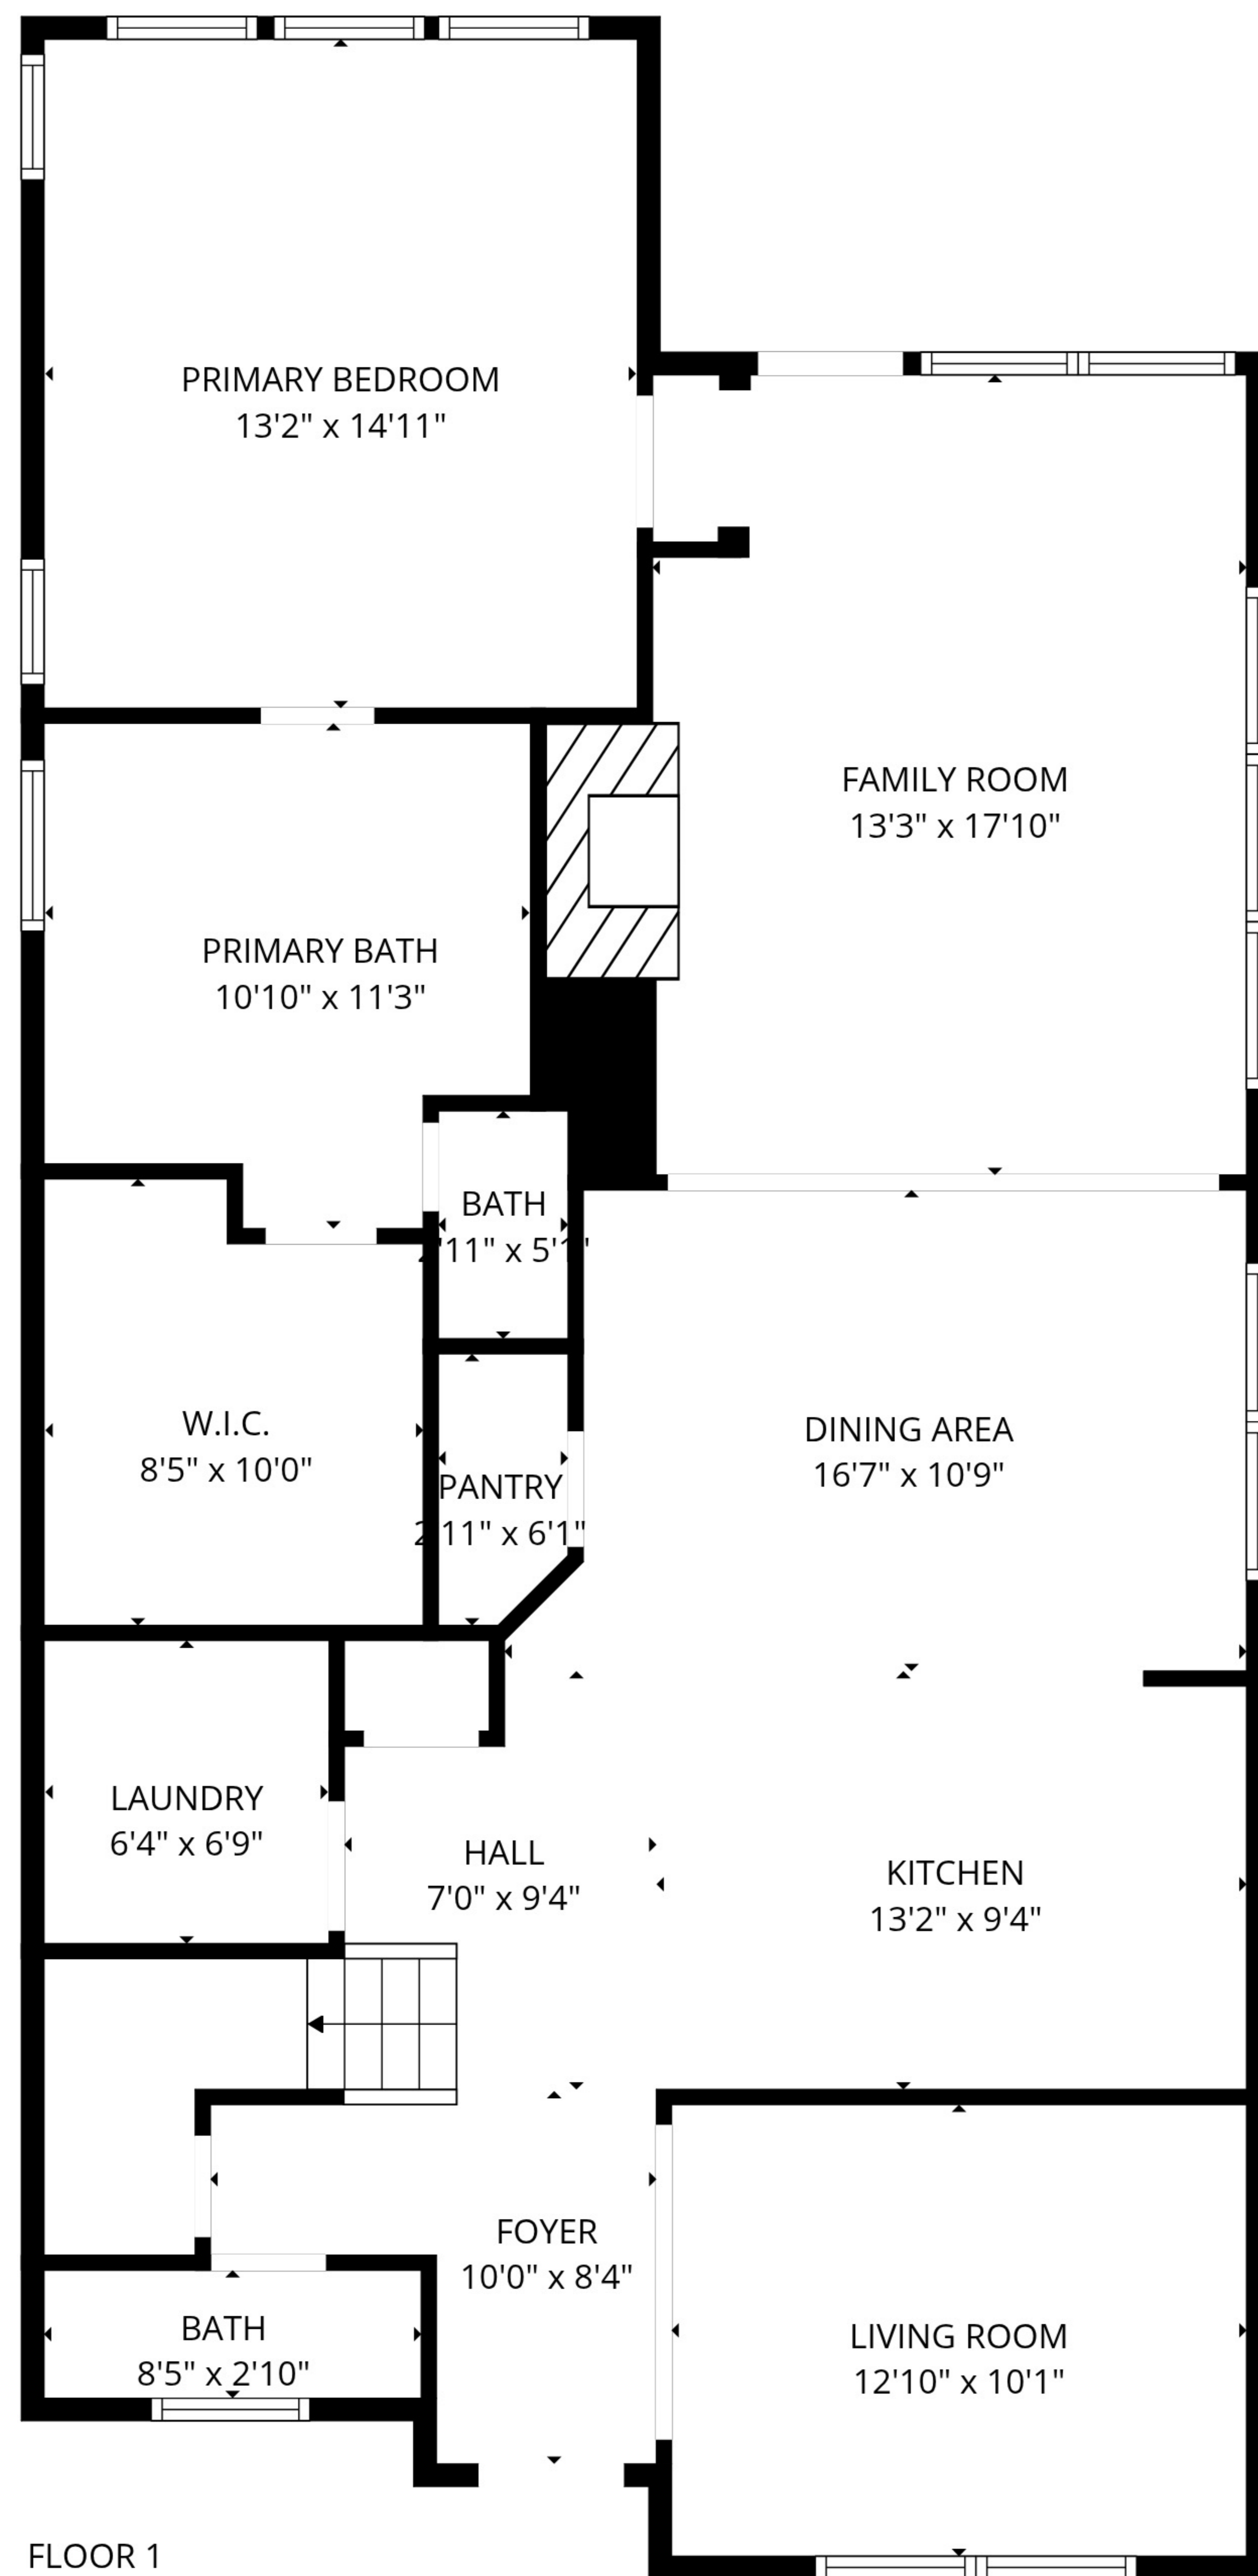 PRIMARY BEDROOM
13'2" x 14'11"
FAMILY ROOM
13'3" x 17'10"
PRIMARY BATH
10'10" x 11'3"
BATH
x
W.I.C.
8'5" x 10'0"
DINING AREA
16'7" x 10'9"
PANTRY
x 6'1"
LAUNDRY
6'4" x 6'9"
HALL
7'0" x 9'4"
KITCHEN
13'2" x 9'4"
FOYER
10'0" x 8'4"
BATH
8'5" x 2'10"
LIVING ROOM
12'10" x 10'1"
FLOOR 1